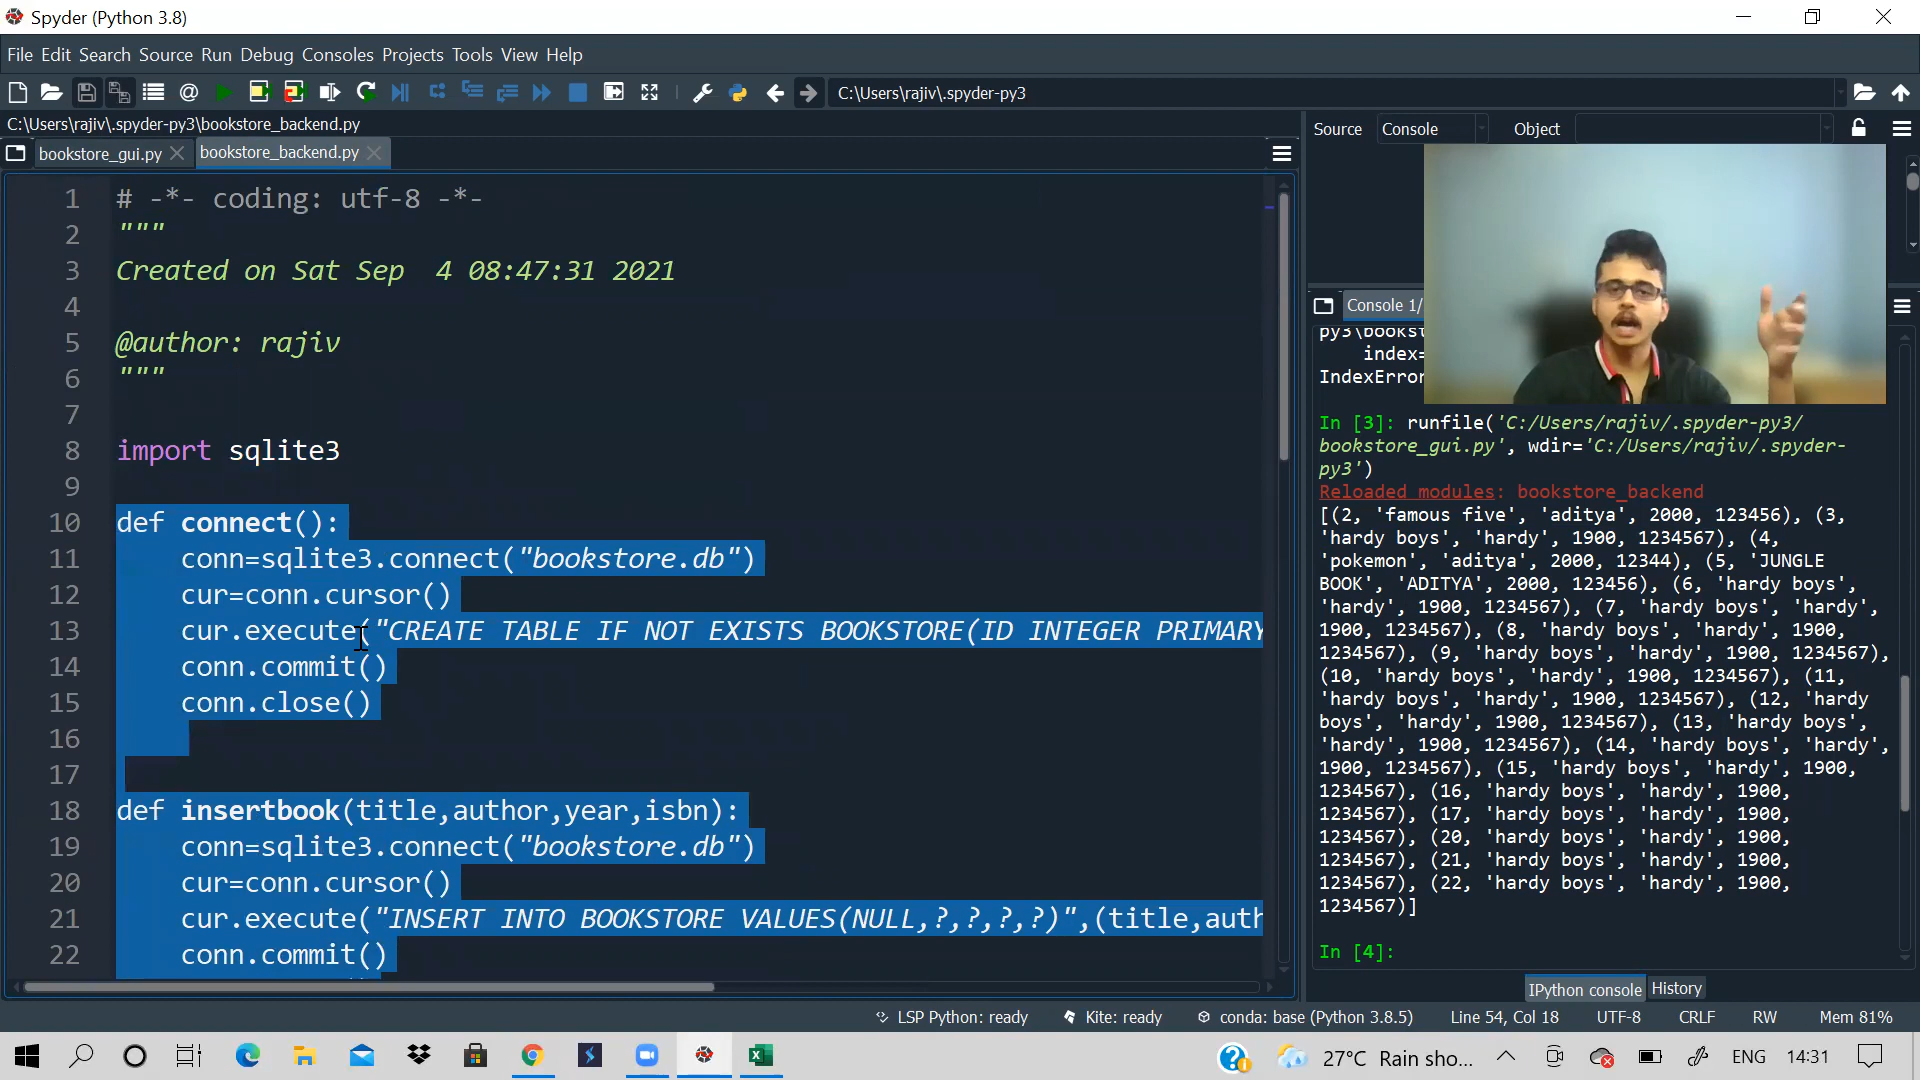 Spyder (Python 3.8)
File Edit Search Source Run Debug Consoles Projects Tools View Help
C:\Users\rajiv\.spyder-py3
C:\Users\rajiv\.spyder-py3\bookstore_backend.py
bookstore_gui.py
bookstore_backend.py
1 # -*- coding: utf-8 -*-
2 """
3 Created on Sat Sep  4 08:47:31 2021
4
5 @author: rajiv
6 """
7
8 import sqlite3
9
10 def connect():
11 conn=sqlite3.connect("bookstore.db")
12 cur=conn.cursor()
13 cur.execute("CREATE TABLE IF NOT EXISTS BOOKSTORE(ID INTEGER PRIMARY
14 conn.commit()
15 conn.close()
16
17
18 def insertbook(title,author,year,isbn):
19 conn=sqlite3.connect("bookstore.db")
20 cur=conn.cursor()
21 cur.execute("INSERT INTO BOOKSTORE VALUES(NULL,?,?,?,?)",(title,auth
22 conn.commit()
Source Console Object
Console 1/
py3\bookst
index=
IndexError
In [3]: runfile('C:/Users/rajiv/.spyder-py3/
bookstore_gui.py', wdir='C:/Users/rajiv/.spyder-
py3')
Reloaded modules: bookstore_backend
[(2, 'famous five', 'aditya', 2000, 123456), (3,
'hardy boys', 'hardy', 1900, 1234567), (4,
'pokemon', 'aditya', 2000, 12344), (5, 'JUNGLE
BOOK', 'ADITYA', 2000, 123456), (6, 'hardy boys',
'hardy', 1900, 1234567), (7, 'hardy boys', 'hardy',
1900, 1234567), (8, 'hardy boys', 'hardy', 1900,
1234567), (9, 'hardy boys', 'hardy', 1900, 1234567),
(10, 'hardy boys', 'hardy', 1900, 1234567), (11,
'hardy boys', 'hardy', 1900, 1234567), (12, 'hardy
boys', 'hardy', 1900, 1234567), (13, 'hardy boys',
'hardy', 1900, 1234567), (14, 'hardy boys', 'hardy',
1900, 1234567), (15, 'hardy boys', 'hardy', 1900,
1234567), (16, 'hardy boys', 'hardy', 1900,
1234567), (17, 'hardy boys', 'hardy', 1900,
1234567), (20, 'hardy boys', 'hardy', 1900,
1234567), (21, 'hardy boys', 'hardy', 1900,
1234567), (22, 'hardy boys', 'hardy', 1900,
1234567)]
In [4]:
IPython console History
LSP Python: ready Kite: ready conda: base (Python 3.8.5) Line 54, Col 18 UTF-8 CRLF RW Mem 81%
27°C Rain sho... ENG 14:31